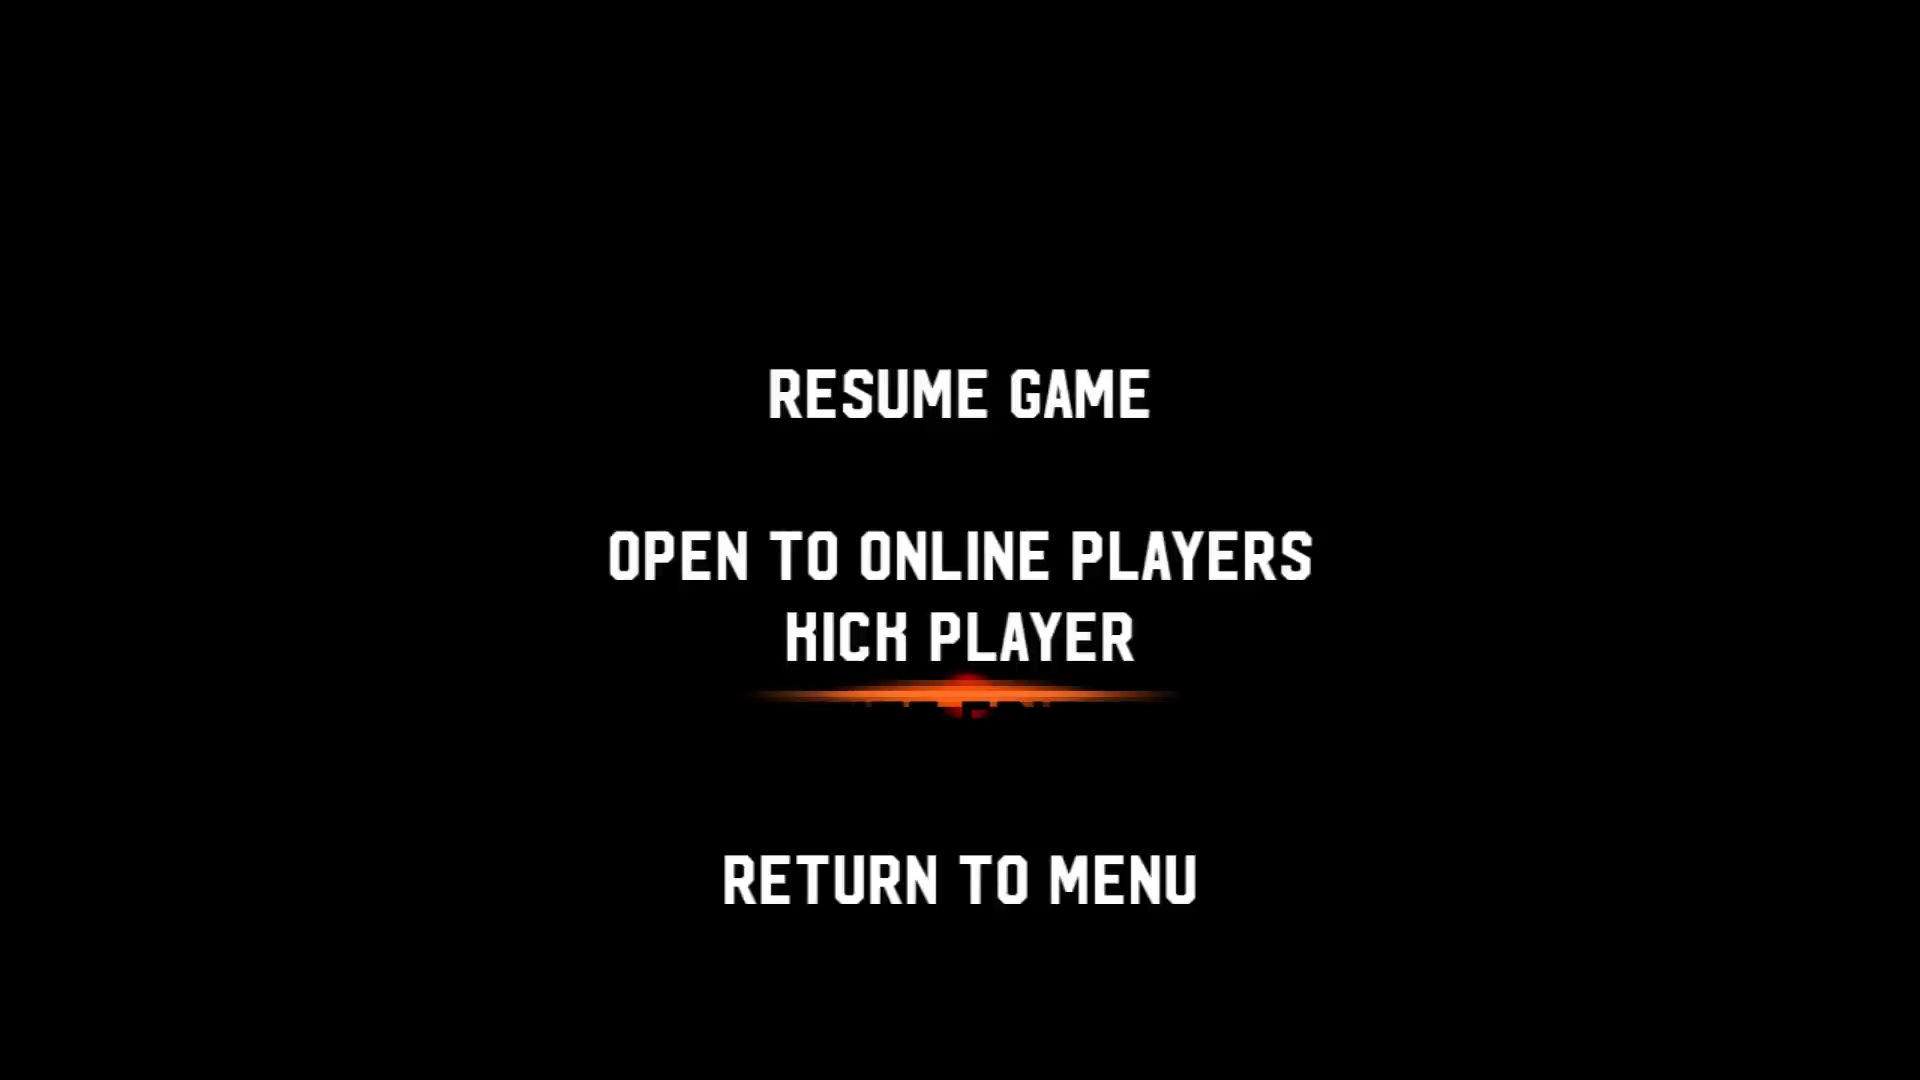 RESUME GAME
OPEN TO ONLINE PLAYERS
KICK PLAYER
RETURN TO MENU